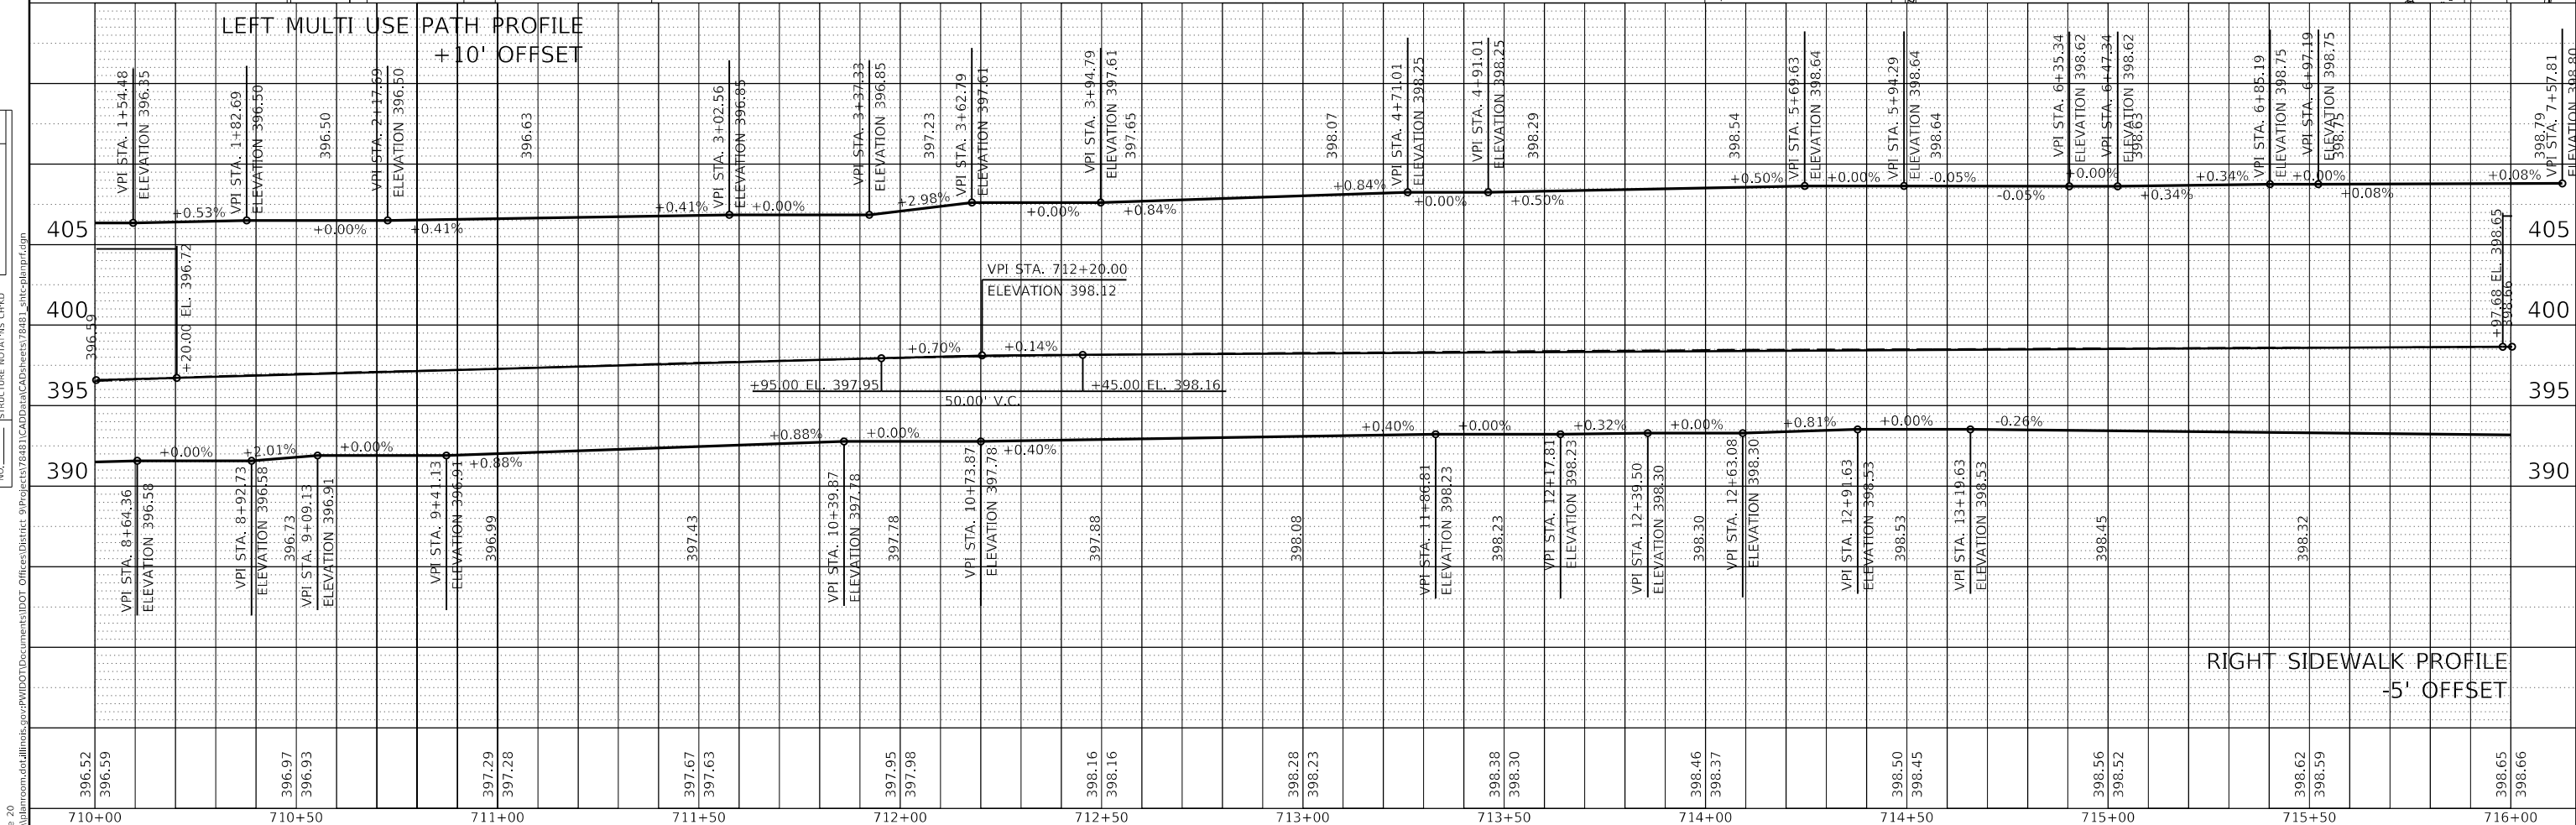 LEFT MULTI USE PATH PROFILE
+10' OFFSET
VPI STA. 1+54.48
ELEVATION 396.35
VPI STA. 1+82.69
ELEVATION 396.50
396.50
VPI STA. 2+17.69
ELEVATION 396.50
396.63
VPI STA. 3+02.56
ELEVATION 396.85
VPI STA. 3+37.33
ELEVATION 396.85
397.23
VPI STA. 3+62.79
ELEVATION 397.61
VPI STA. 3+94.79
ELEVATION 397.61
397.65
398.07
VPI STA. 4+71.01
ELEVATION 398.25
VPI STA. 4+91.01
ELEVATION 398.25
398.29
398.54
VPI STA. 5+69.63
ELEVATION 398.64
VPI STA. 5+94.29
ELEVATION 398.64
398.64
VPI STA. 6+35.34
ELEVATION 398.62
VPI STA. 6+47.34
ELEVATION 398.62
398.63
VPI STA. 6+85.19
ELEVATION 398.75
VPI STA. 6+97.19
ELEVATION 398.75
398.75
398.79
VPI STA. 7+57.81
ELEVATION 398.80
+0.53%
+0.00%
+0.41%
+0.41%
+0.00%
+2.98%
+0.00%
+0.84%
+0.84%
+0.00%
+0.50%
+0.50%
+0.00%
-0.05%
-0.05%
+0.00%
+0.34%
+0.34%
+0.00%
+0.08%
+0.08%
405
405
400
400
395
395
390
390
396.59
+20.00 EL. 396.72
VPI STA. 712+20.00
ELEVATION 398.12
+0.70%
+0.14%
+95.00 EL. 397.95
+45.00 EL. 398.16
50.00' V.C.
+97.68 EL. 398.65
398.66
+0.00%
+2.01%
+0.00%
+0.88%
+0.88%
+0.00%
+0.40%
+0.40%
+0.00%
+0.32%
+0.00%
+0.81%
+0.00%
-0.26%
VPI STA. 8+64.36
ELEVATION 396.58
VPI STA. 8+92.73
ELEVATION 396.58
396.73
VPI STA. 9+09.13
ELEVATION 396.91
VPI STA. 9+41.13
ELEVATION 396.91
396.99
397.43
VPI STA. 10+39.87
ELEVATION 397.78
397.78
VPI STA. 10+73.87
ELEVATION 397.78
397.88
398.08
VPI STA. 11+86.81
ELEVATION 398.23
398.23
VPI STA. 12+17.81
ELEVATION 398.23
VPI STA. 12+39.50
ELEVATION 398.30
398.30
VPI STA. 12+63.08
ELEVATION 398.30
VPI STA. 12+91.63
ELEVATION 398.53
398.53
VPI STA. 13+19.63
ELEVATION 398.53
398.45
398.32
RIGHT SIDEWALK PROFILE
-5' OFFSET
396.52
396.59
396.97
396.93
397.29
397.28
397.67
397.63
397.95
397.98
398.16
398.16
398.28
398.23
398.38
398.30
398.46
398.37
398.50
398.45
398.56
398.52
398.62
398.59
398.65
398.66
710+00
710+50
711+00
711+50
712+00
712+50
713+00
713+50
714+00
714+50
715+00
715+50
716+00